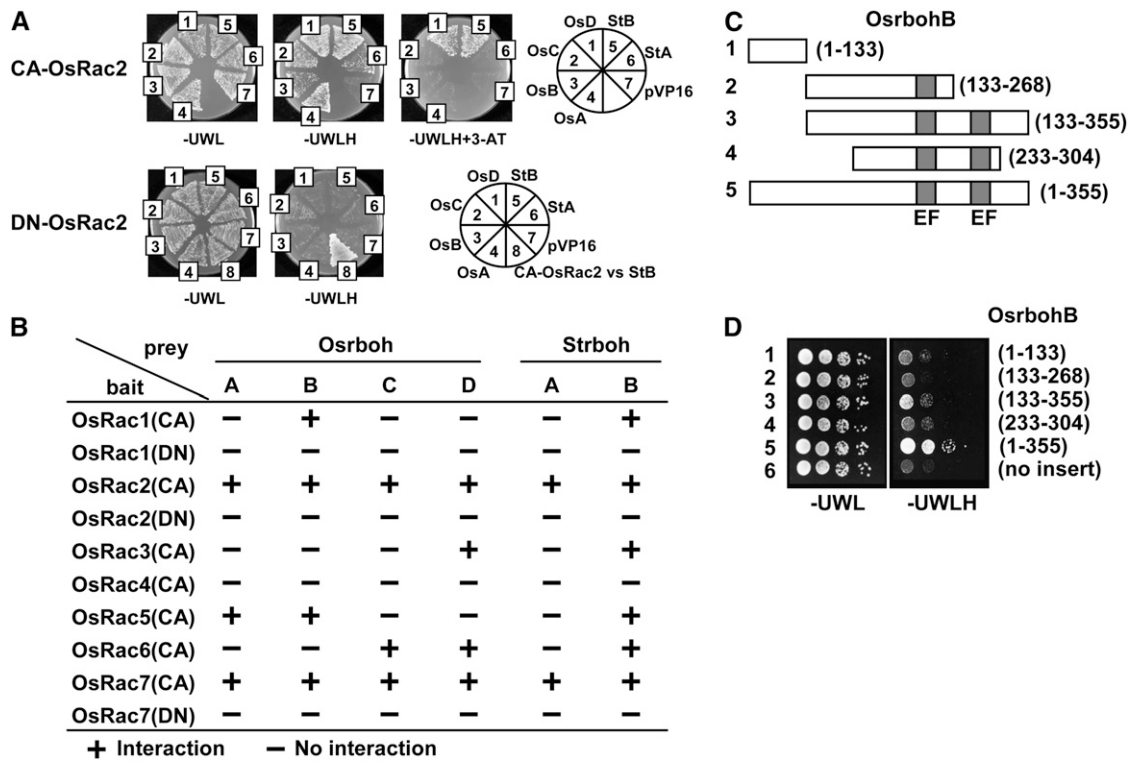 A
CA-OsRac2
1 5
2 6
3 7
4
-UWL
1 5
2 6
3 7
4
-UWLH
1 5
2 6
3 7
4
-UWLH+3-AT
OsD StB
OsC StA
OsB pVP16
OsA
1 5
2 6
3 7
4
DN-OsRac2
1 5
2 6
3 7
4 8
-UWL
1 5
2 6
3 7
4 8
-UWLH
OsD StB
OsC StA
OsB pVP16
OsA CA-OsRac2 vs StB
1 5
2 6
3 7
4 8
B
prey Osrboh Strboh
bait A B C D A B
OsRac1(CA) − + − − − +
OsRac1(DN) − − − − − −
OsRac2(CA) + + + + + +
OsRac2(DN) − − − − − −
OsRac3(CA) − − − + − +
OsRac4(CA) − − − − − −
OsRac5(CA) + + − − − +
OsRac6(CA) − − + + − +
OsRac7(CA) + + + + + +
OsRac7(DN) − − − − − −
+ Interaction − No interaction
C
OsrbohB
1 (1-133)
2 (133-268)
3 (133-355)
4 (233-304)
5 (1-355)
EF EF
D
OsrbohB
1 (1-133)
2 (133-268)
3 (133-355)
4 (233-304)
5 (1-355)
6 (no insert)
-UWL -UWLH